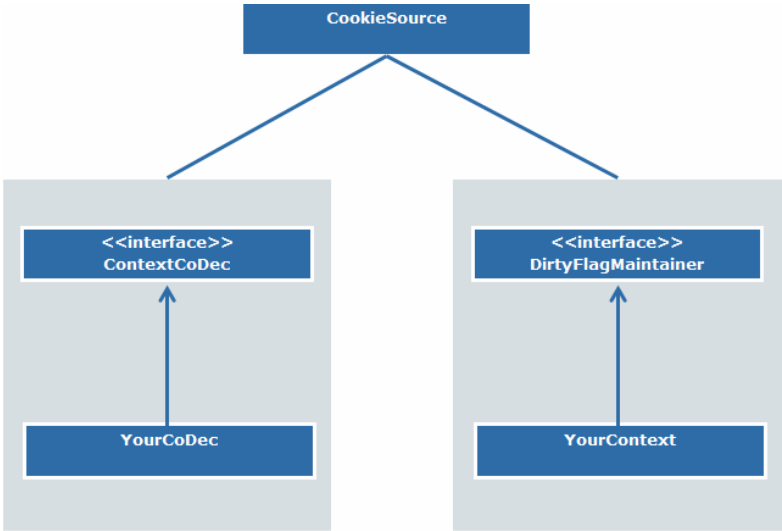 CookieSource
<<interface>>
ContextCoDec
<<interface>>
DirtyFlagMaintainer
YourCoDec
YourContext